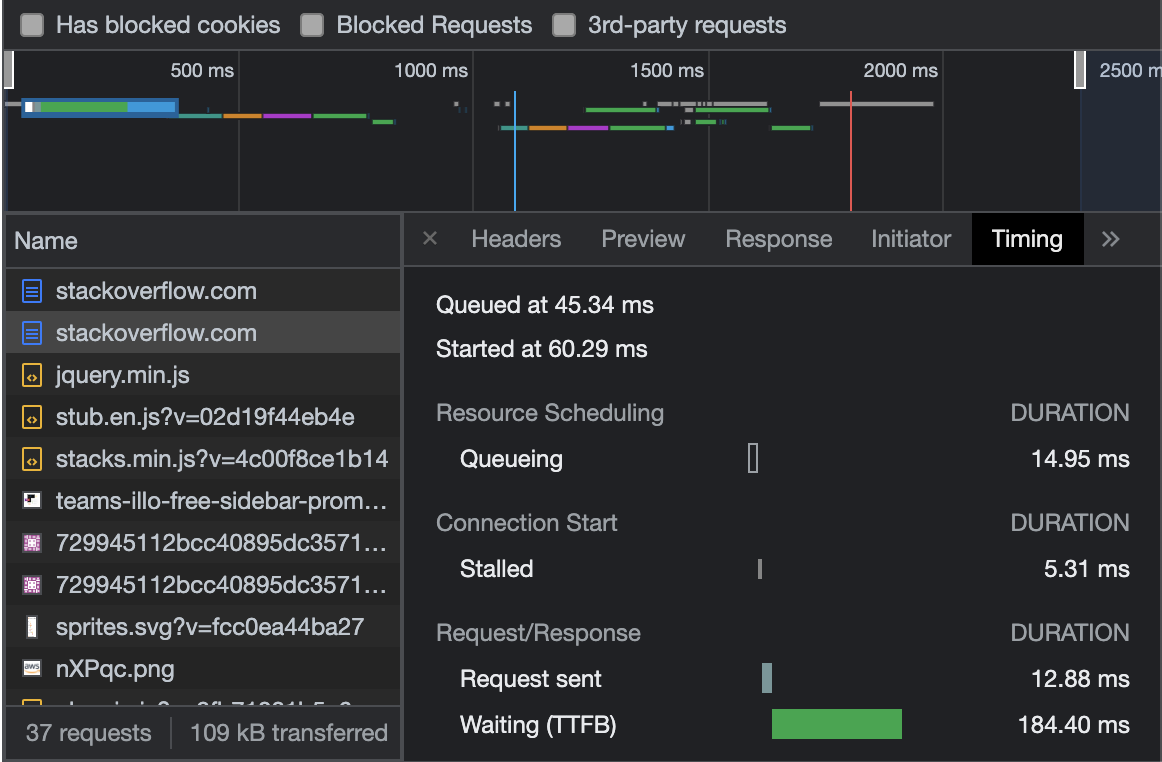 Has blocked cookies Blocked Requests 3rd-party requests
500 ms 1000 ms 1500 ms 2000 ms 2500 m
Name
× Headers Preview Response Initiator Timing »
stackoverflow.com
stackoverflow.com
jquery.min.js
stub.en.js?v=02d19f44eb4e
stacks.min.js?v=4c00f8ce1b14
teams-illo-free-sidebar-prom...
729945112bcc40895dc3571...
729945112bcc40895dc3571...
sprites.svg?v=fcc0ea44ba27
aws nXPqc.png
37 requests 109 kB transferred
Queued at 45.34 ms
Started at 60.29 ms
Resource Scheduling DURATION
Queueing 14.95 ms
Connection Start DURATION
Stalled 5.31 ms
Request/Response DURATION
Request sent 12.88 ms
Waiting (TTFB) 184.40 ms